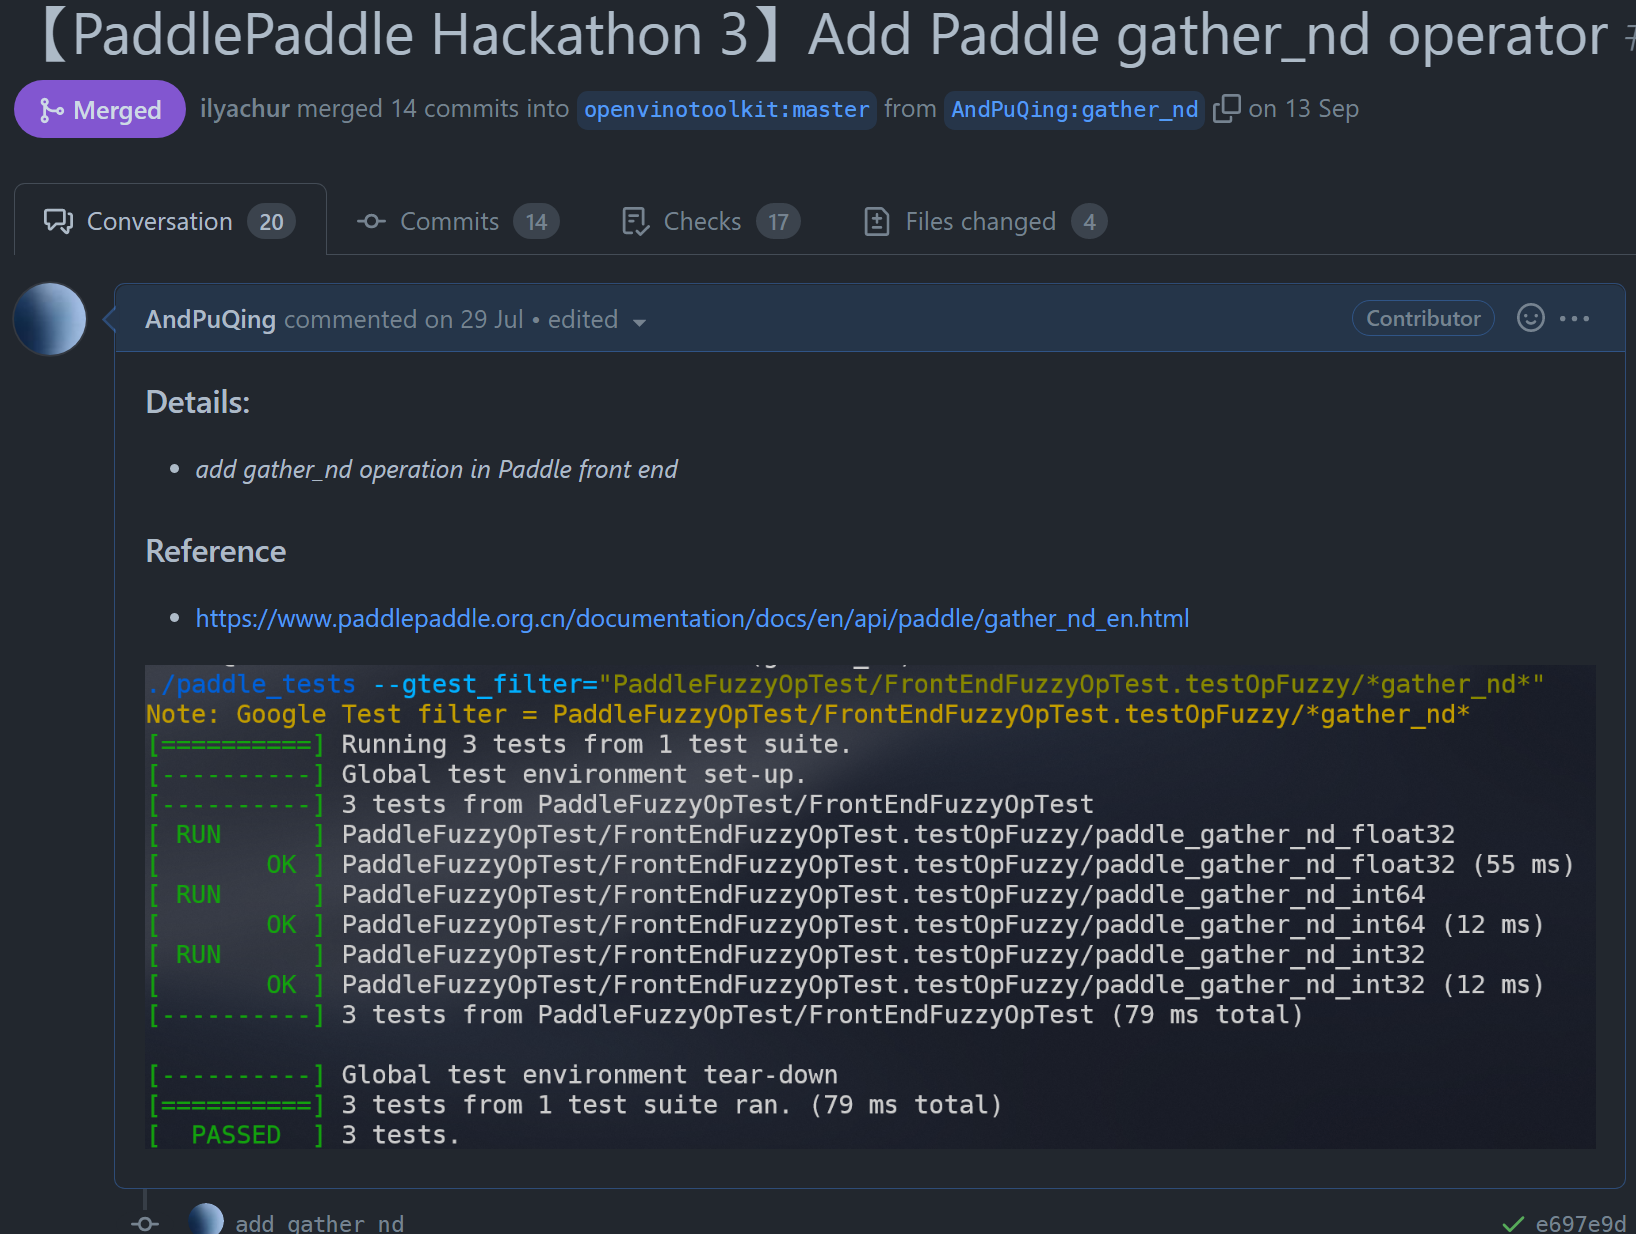 【PaddlePaddle Hackathon 3】Add Paddle gather_nd operator #
Merged ilyachur merged 14 commits into openvinotoolkit:master from AndPuQing:gather_nd on 13 Sep
Conversation 20 Commits 14 Checks 17 Files changed 4
AndPuQing commented on 29 Jul • edited Contributor
Details:
• add gather_nd operation in Paddle front end
Reference
• https://www.paddlepaddle.org.cn/documentation/docs/en/api/paddle/gather_nd_en.html
./paddle_tests --gtest_filter="PaddleFuzzyOpTest/FrontEndFuzzyOpTest.testOpFuzzy/*gather_nd*"
Note: Google Test filter = PaddleFuzzyOpTest/FrontEndFuzzyOpTest.testOpFuzzy/*gather_nd*
[==========] Running 3 tests from 1 test suite.
[----------] Global test environment set-up.
[----------] 3 tests from PaddleFuzzyOpTest/FrontEndFuzzyOpTest
[ RUN      ] PaddleFuzzyOpTest/FrontEndFuzzyOpTest.testOpFuzzy/paddle_gather_nd_float32
[       OK ] PaddleFuzzyOpTest/FrontEndFuzzyOpTest.testOpFuzzy/paddle_gather_nd_float32 (55 ms)
[ RUN      ] PaddleFuzzyOpTest/FrontEndFuzzyOpTest.testOpFuzzy/paddle_gather_nd_int64
[       OK ] PaddleFuzzyOpTest/FrontEndFuzzyOpTest.testOpFuzzy/paddle_gather_nd_int64 (12 ms)
[ RUN      ] PaddleFuzzyOpTest/FrontEndFuzzyOpTest.testOpFuzzy/paddle_gather_nd_int32
[       OK ] PaddleFuzzyOpTest/FrontEndFuzzyOpTest.testOpFuzzy/paddle_gather_nd_int32 (12 ms)
[----------] 3 tests from PaddleFuzzyOpTest/FrontEndFuzzyOpTest (79 ms total)
[----------] Global test environment tear-down
[==========] 3 tests from 1 test suite ran. (79 ms total)
[  PASSED  ] 3 tests.
add gather_nd e697e9d